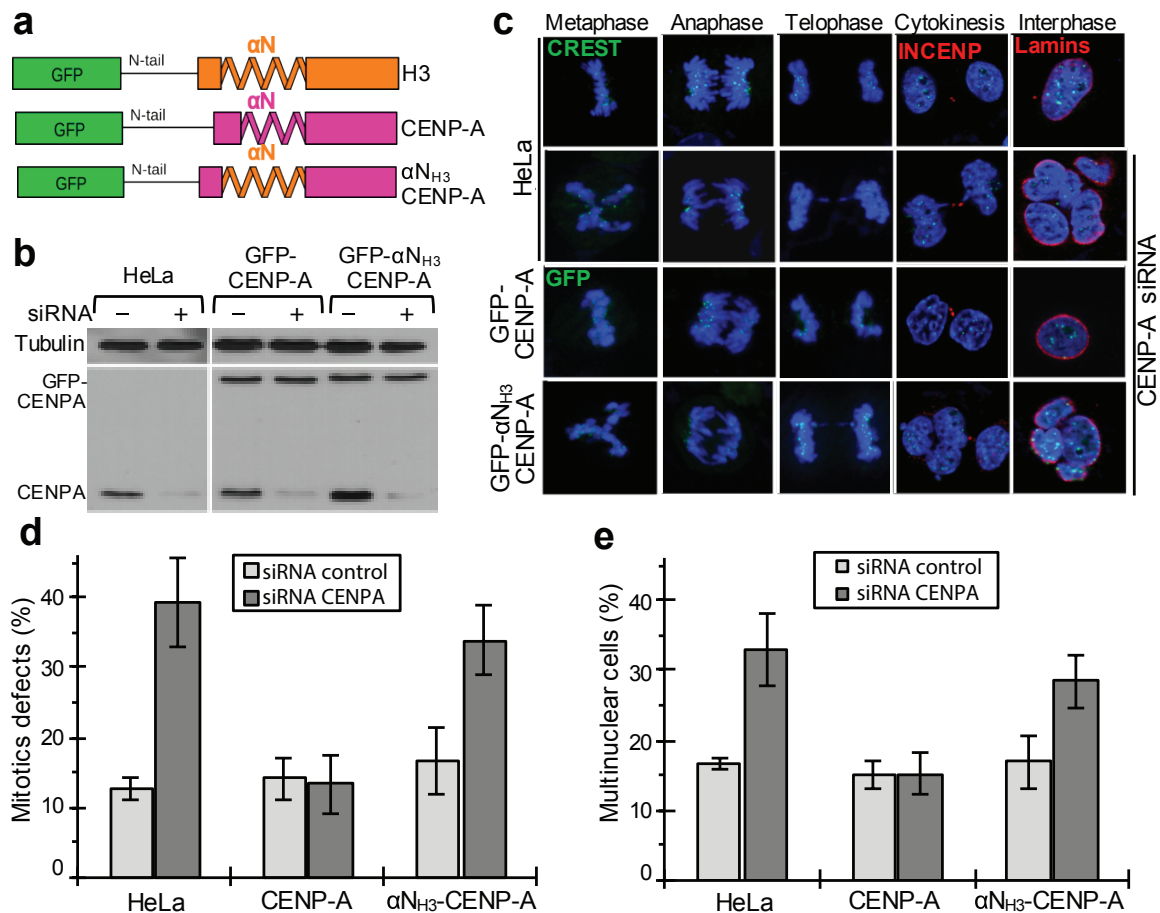 a
αN
GFP N-tail H3
αN
GFP N-tail CENP-A
αN
GFP N-tail αNH3
CENP-A
b
HeLa GFP-
CENP-A GFP-αNH3
CENP-A
siRNA – + – + – +
Tubulin
GFP-
CENPA
CENPA
c
Metaphase Anaphase Telophase Cytokinesis Interphase
CREST INCENP Lamins
HeLa
GFP
GFP-
CENP-A
GFP-αNH3
CENP-A
CENP-A siRNA
d
siRNA control
siRNA CENPA
Mitotics defects (%)
40
30
20
10
0
HeLa CENP-A αNH3-CENP-A
e
siRNA control
siRNA CENPA
Multinuclear cells (%)
40
30
20
10
0
HeLa CENP-A αNH3-CENP-A